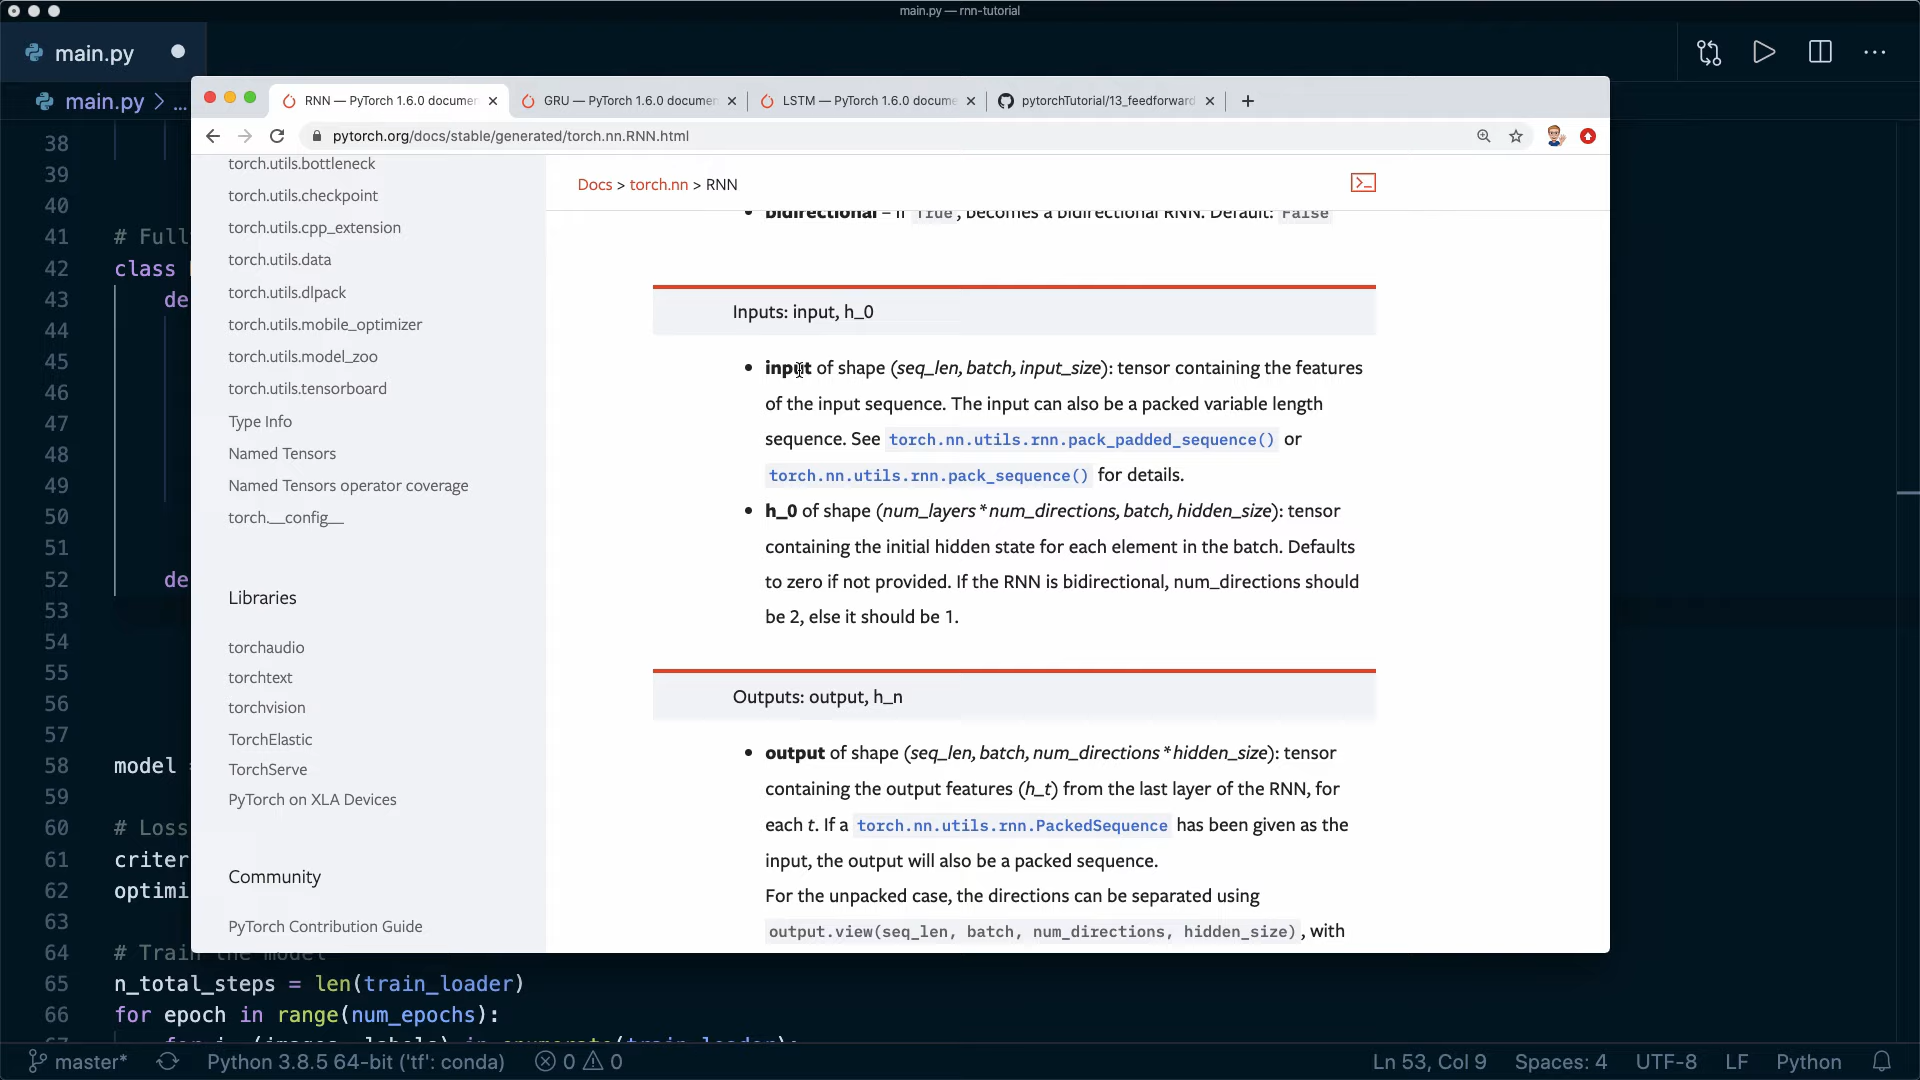 main.py — rnn-tutorial
main.py
main.py > ...
RNN — PyTorch 1.6.0 documen
GRU — PyTorch 1.6.0 documen
LSTM — PyTorch 1.6.0 docume
pytorchTutorial/13_feedforward
pytorch.org/docs/stable/generated/torch.nn.RNN.html
torch.utils.bottleneck
torch.utils.checkpoint
torch.utils.cpp_extension
torch.utils.data
torch.utils.dlpack
torch.utils.mobile_optimizer
torch.utils.model_zoo
torch.utils.tensorboard
Type Info
Named Tensors
Named Tensors operator coverage
torch.__config__
Libraries
torchaudio
torchtext
torchvision
TorchElastic
TorchServe
PyTorch on XLA Devices
Community
PyTorch Contribution Guide
Docs > torch.nn > RNN
bidirectional – If True, becomes a bidirectional RNN. Default: False
Inputs: input, h_0
• input of shape (seq_len, batch, input_size): tensor containing the features
of the input sequence. The input can also be a packed variable length
sequence. See torch.nn.utils.rnn.pack_padded_sequence() or
torch.nn.utils.rnn.pack_sequence() for details.
• h_0 of shape (num_layers * num_directions, batch, hidden_size): tensor
containing the initial hidden state for each element in the batch. Defaults
to zero if not provided. If the RNN is bidirectional, num_directions should
be 2, else it should be 1.
Outputs: output, h_n
• output of shape (seq_len, batch, num_directions * hidden_size): tensor
containing the output features (h_t) from the last layer of the RNN, for
each t. If a torch.nn.utils.rnn.PackedSequence has been given as the
input, the output will also be a packed sequence.
For the unpacked case, the directions can be separated using
output.view(seq_len, batch, num_directions, hidden_size), with
38
39
40
41 # Full
42 class
43 de
44
45
46
47
48
49
50
51
52 de
53
54
55
56
57
58 model
59
60 # Loss
61 criter
62 optimi
63
64 # Train the model
65 n_total_steps = len(train_loader)
66 for epoch in range(num_epochs):
67 for i, (images, labels) in enumerate(train_loader):
master* Python 3.8.5 64-bit ('tf': conda) 0 0 Ln 53, Col 9 Spaces: 4 UTF-8 LF Python